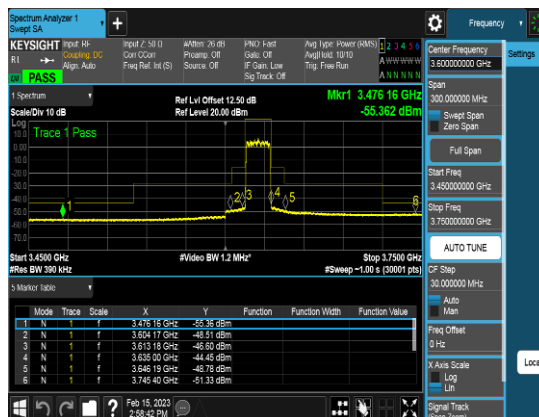 Spectrum Analyzer 1
Swept SA
+
Frequency
KEYSIGHT
RL
Input: RF
Coupling: DC
Align: Auto
Input Z: 50 Ω
Corr CCorr
Freq Ref: Int (S)
#Atten: 26 dB
Preamp: Off
Source: Off
PNO: Fast
Gate: Off
IF Gain: Low
Sig Track: Off
Avg Type: Power (RMS)
Avg|Hold: 10/10
Trig: Free Run
1 2 3 4 5 6
A W W W W W
A N N N N N
PASS
1 Spectrum
Scale/Div 10 dB
Ref Lvl Offset 12.50 dB
Ref Level 20.00 dBm
Mkr1 3.476 16 GHz
-55.362 dBm
Log
Trace 1 Pass
10.0
0.00
-10.0
-20.0
-30.0
-40.0
-50.0
-60.0
-70.0
1
2
3
4
5
6
Start 3.4500 GHz
#Video BW 1.2 MHz*
Stop 3.7500 GHz
#Res BW 390 kHz
#Sweep ~1.00 s (30001 pts)
5 Marker Table
Mode Trace Scale X Y Function Function Width Function Value
1 N 1 f 3.476 16 GHz -55.36 dBm
2 N 1 f 3.604 17 GHz -48.51 dBm
3 N 1 f 3.613 18 GHz -46.60 dBm
4 N 1 f 3.635 00 GHz -44.45 dBm
5 N 1 f 3.646 19 GHz -48.78 dBm
6 N 1 f 3.745 40 GHz -51.33 dBm
Feb 15, 2023
2:58:42 PM
Center Frequency
3.600000000 GHz
Settings
Span
300.000000 MHz
Swept Span
Zero Span
Full Span
Start Freq
3.450000000 GHz
Stop Freq
3.750000000 GHz
AUTO TUNE
CF Step
30.000000 MHz
Auto
Man
Freq Offset
0 Hz
X Axis Scale
Log
Lin
Loca
Signal Track